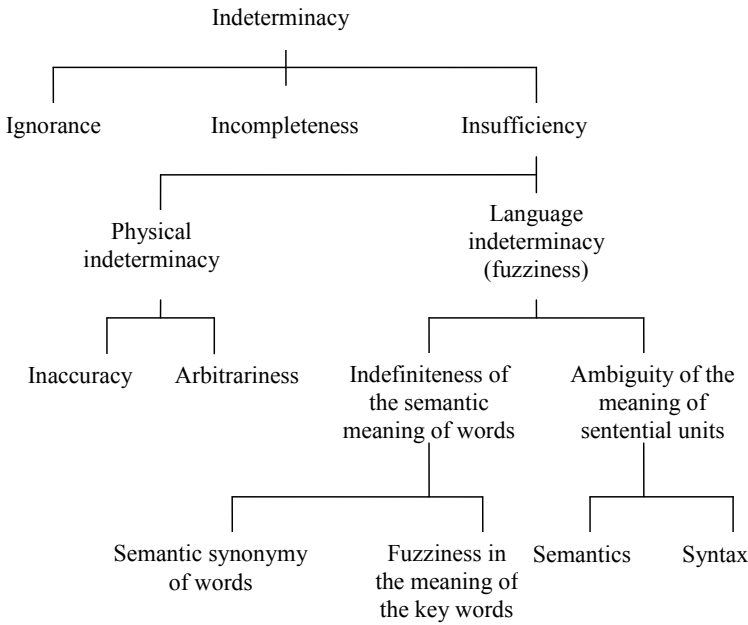 Indeterminacy
Ignorance
Incompleteness
Insufficiency
Physical
indeterminacy
Language
indeterminacy
(fuzziness)
Inaccuracy
Arbitrariness
Indefiniteness of
the semantic
meaning of words
Ambiguity of the
meaning of
sentential units
Semantic synonymy
of words
Fuzziness in
the meaning of
the key words
Semantics
Syntax